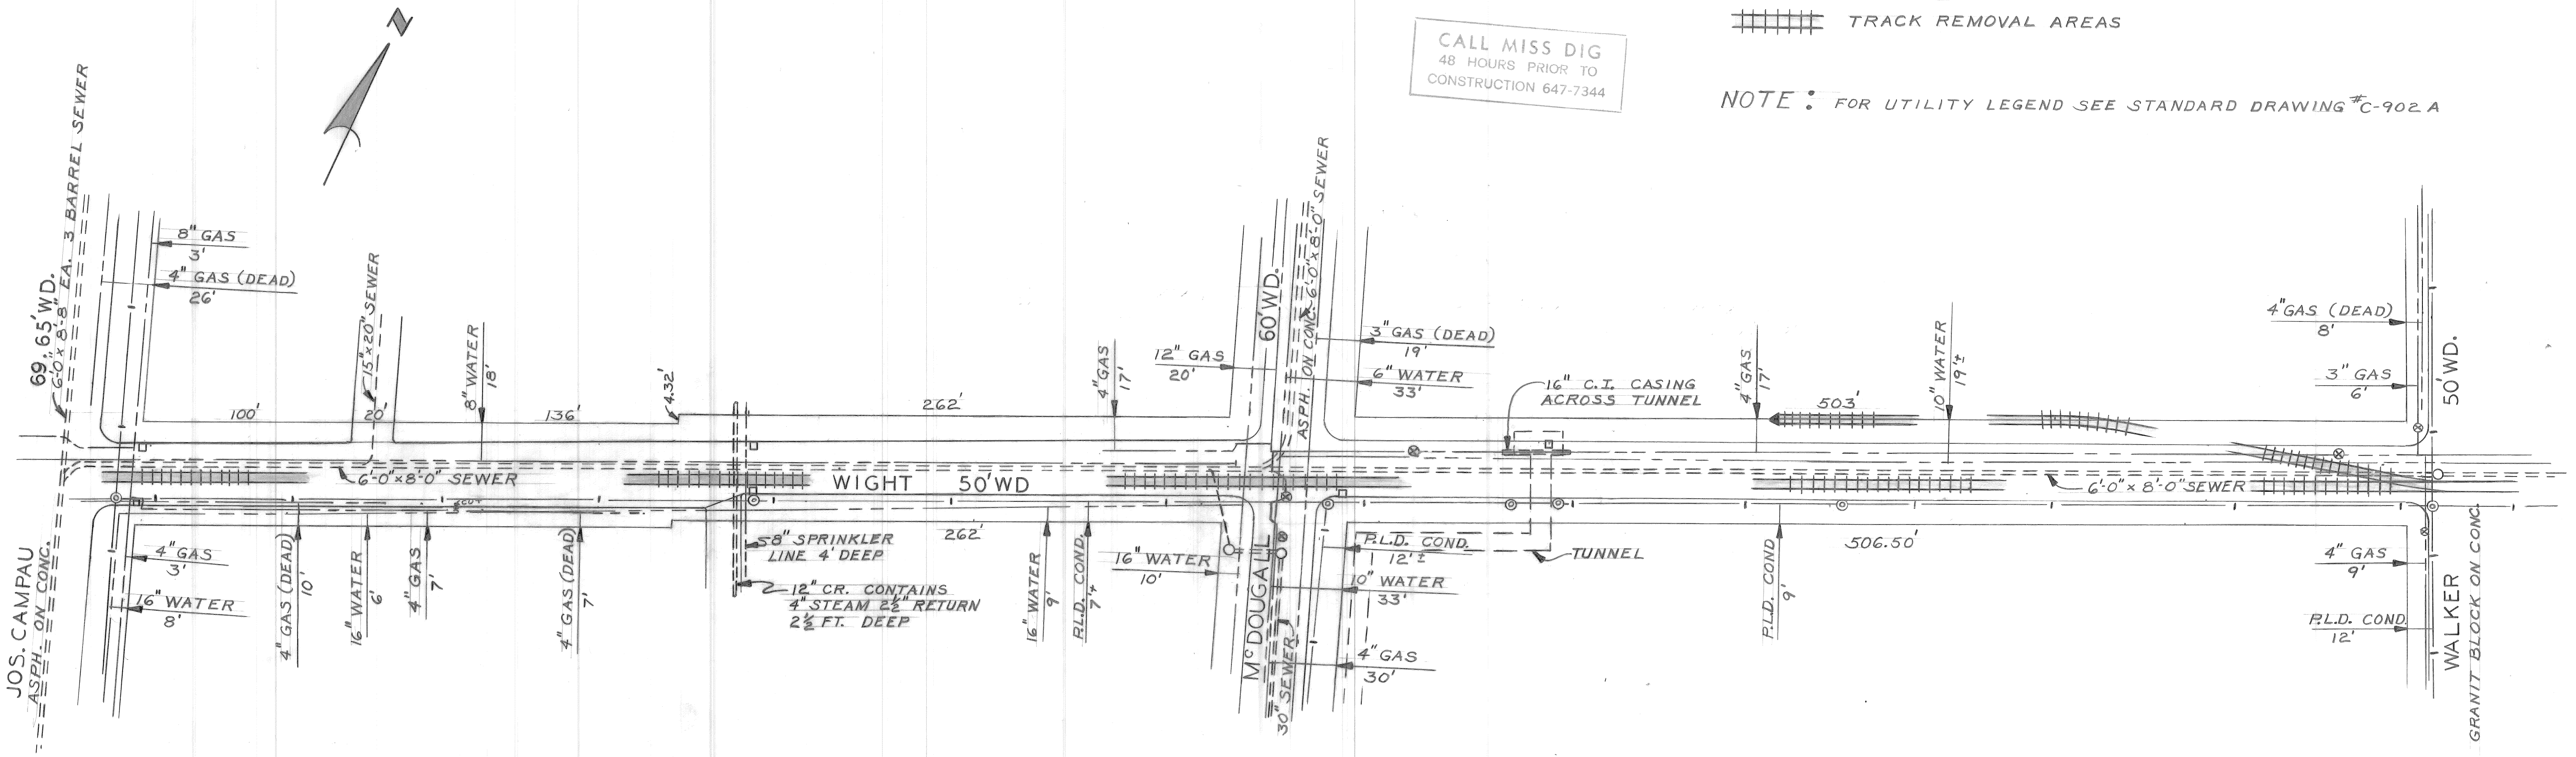 N
TRACK REMOVAL AREAS
CALL MISS DIG
48 HOURS PRIOR TO
CONSTRUCTION 647-7344
NOTE : FOR UTILITY LEGEND SEE STANDARD DRAWING #C-902 A
69.65' WD.
6'-0" x 8'-8" EA. 3 BARREL SEWER
8" GAS
3'
4" GAS (DEAD)
26'
15" x 20" SEWER
8" WATER
18'
100'
20'
136'
4.32'
262'
4" GAS
17'
12" GAS
20'
60' WD.
ASPH. ON CONC. 6'-0" x 8'-0" SEWER
3" GAS (DEAD)
19'
6" WATER
33'
16" C.I. CASING
ACROSS TUNNEL
4" GAS
17'
503'
10" WATER
19'±
4" GAS (DEAD)
8'
3" GAS
6'
50' WD.
6'-0" x 8'-0" SEWER
WIGHT 50' WD
6'-0" x 8'-0" SEWER
JOS. CAMPAU
ASPH. ON CONC.
4" GAS
3'
16" WATER
8'
4" GAS (DEAD)
10'
16" WATER
6'
4" GAS
7'
4" GAS (DEAD)
7'
8" SPRINKLER
LINE 4' DEEP
12" CR. CONTAINS
4" STEAM 2½" RETURN
2½ FT. DEEP
262'
16" WATER
9'
P.L.D. COND.
7'±
16" WATER
10'
McDOUGALL
30" SEWER
P.L.D. COND.
12'±
10" WATER
33'
4" GAS
30'
TUNNEL
P.L.D. COND
9'
506.50'
4" GAS
9'
P.L.D. COND
12'
WALKER
GRANIT BLOCK ON CONC.